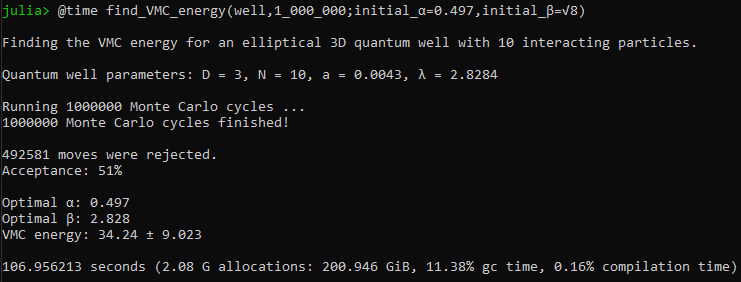 julia> @time find_VMC_energy(well,1_000_000;initial_α=0.497,initial_β=√8)
Finding the VMC energy for an elliptical 3D quantum well with 10 interacting particles.
Quantum well parameters: D = 3, N = 10, a = 0.0043, λ = 2.8284
Running 1000000 Monte Carlo cycles ...
1000000 Monte Carlo cycles finished!
492581 moves were rejected.
Acceptance: 51%
Optimal α: 0.497
Optimal β: 2.828
VMC energy: 34.24 ± 9.023
106.956213 seconds (2.08 G allocations: 200.946 GiB, 11.38% gc time, 0.16% compilation time)